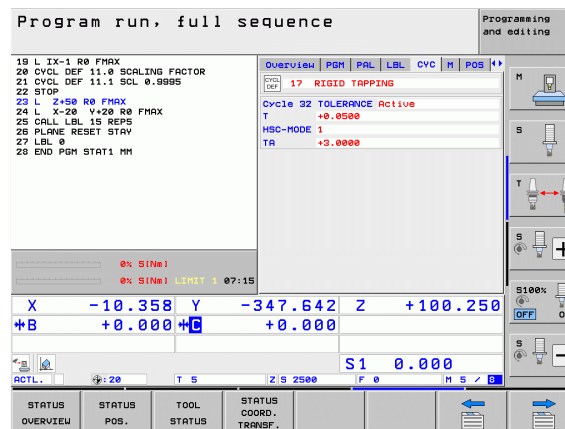 Program run, full sequence
Programming
and editing
19 L IX-1 R0 FMAX
20 CYCL DEF 11.0 SCALING FACTOR
21 CYCL DEF 11.1 SCL 0.9995
22 STOP
23 L Z+50 R0 FMAX
24 L X-20 Y+20 R0 FMAX
25 CALL LBL 15 REP5
26 PLANE RESET STAY
27 LBL 0
28 END PGM STAT1 MM
Overview PGM PAL LBL CYC M POS
CYCL DEF 17 RIGID TAPPING
Cycle 32 TOLERANCE Active
T +0.0500
HSC-MODE 1
TA +3.0000
0% S[Nm]
0% S[Nm] LIMIT 1 07:15
X -10.358 Y -347.642 Z +100.250
B +0.000 C +0.000
S1 0.000
ACTL. : 20 T 5 Z S 2500 F 0 M 5 / 8
M
S
T
S
S100%
OFF
S
STATUS OVERVIEW
STATUS POS.
TOOL STATUS
STATUS COORD. TRANSF.